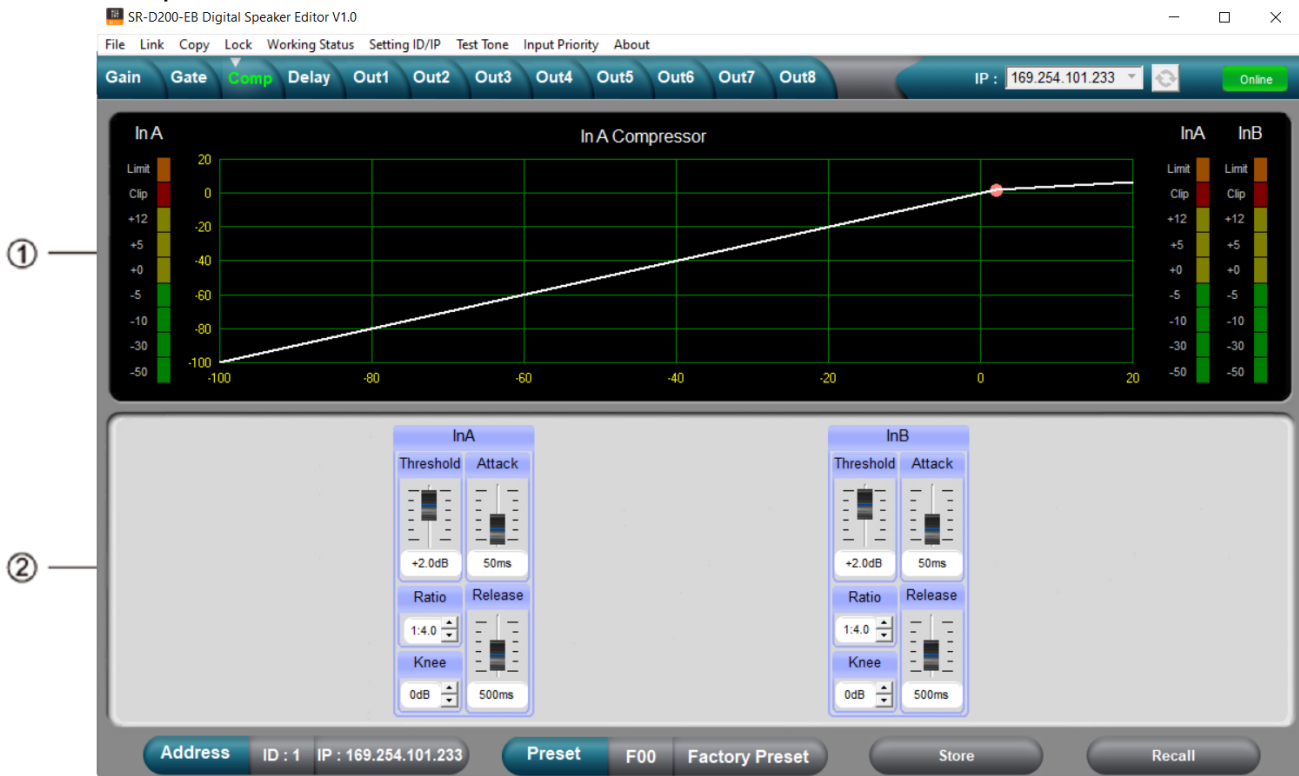 SR-D200-EB Digital Speaker Editor V1.0
File Link Copy Lock Working Status Setting ID/IP Test Tone Input Priority About
Gain Gate Comp Delay Out1 Out2 Out3 Out4 Out5 Out6 Out7 Out8 IP : 169.254.101.233 Online
In A In A Compressor InA InB
Limit 20 Limit Limit
Clip 0 Clip Clip
+12 -20 +12 +12
①
+5 -40 +5 +5
+0 -60 +0 +0
-5 -80 -5 -5
-10 -100 -10 -10
-30 -30 -30
-50 -50 -50
-100 -80 -60 -40 -20 0 20
InA InB
Threshold Attack Threshold Attack
②
+2.0dB 50ms +2.0dB 50ms
Ratio Release Ratio Release
1:4.0 1:4.0
Knee Knee
0dB 500ms 0dB 500ms
Address ID : 1 IP : 169.254.101.233 Preset F00 Factory Preset Store Recall